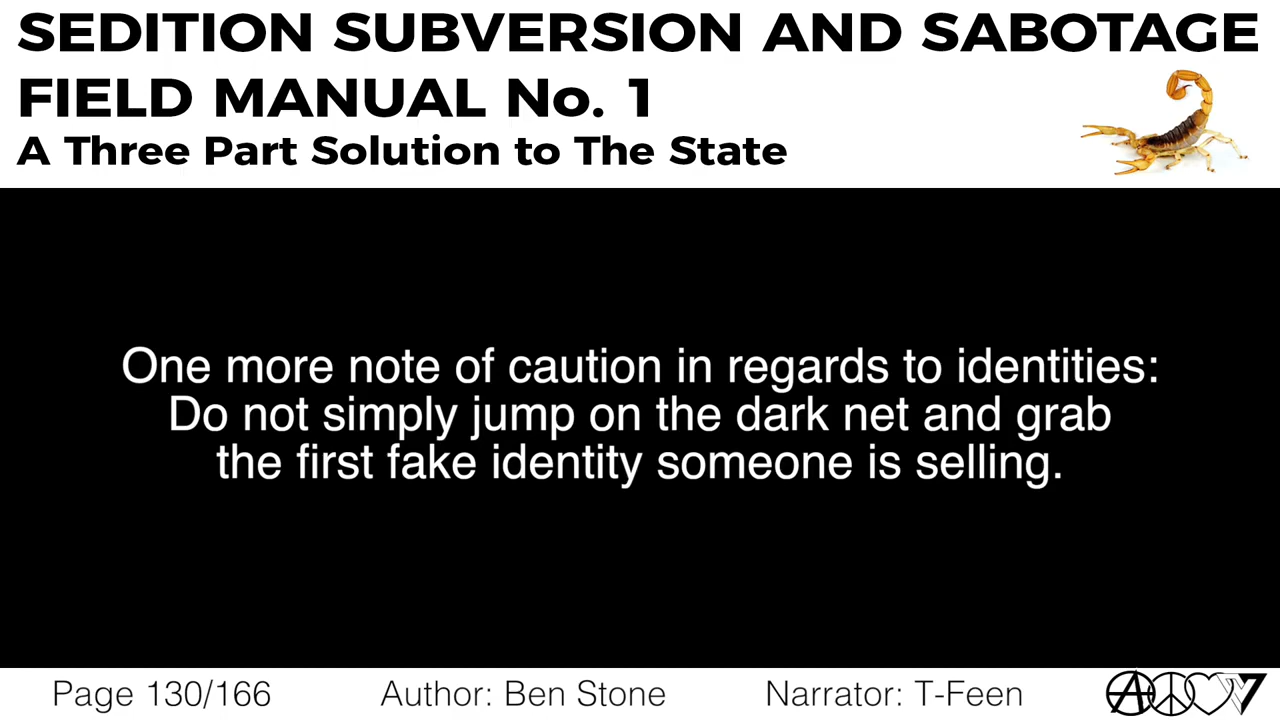 SEDITION SUBVERSION AND SABOTAGE
FIELD MANUAL No. 1
A Three Part Solution to The State
One more note of caution in regards to identities:
Do not simply jump on the dark net and grab
the first fake identity someone is selling.
Page 130/166 Author: Ben Stone Narrator: T-Feen